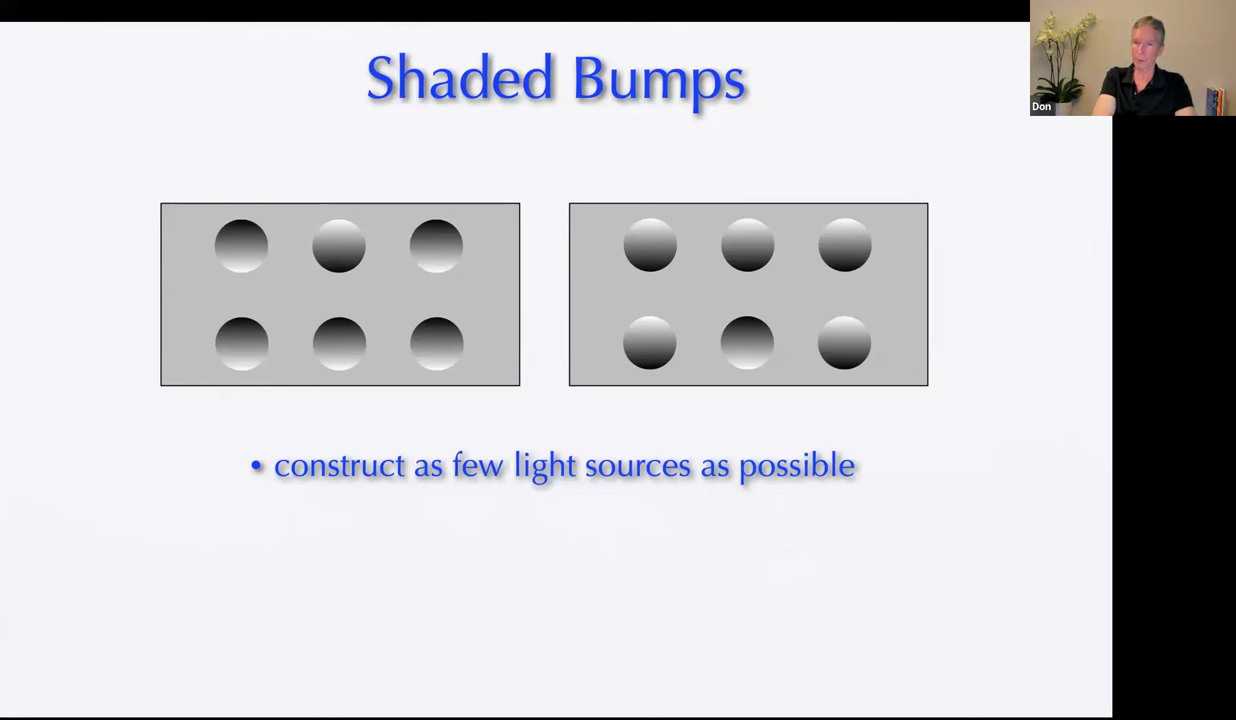 Shaded Bumps
Don
• construct as few light sources as possible